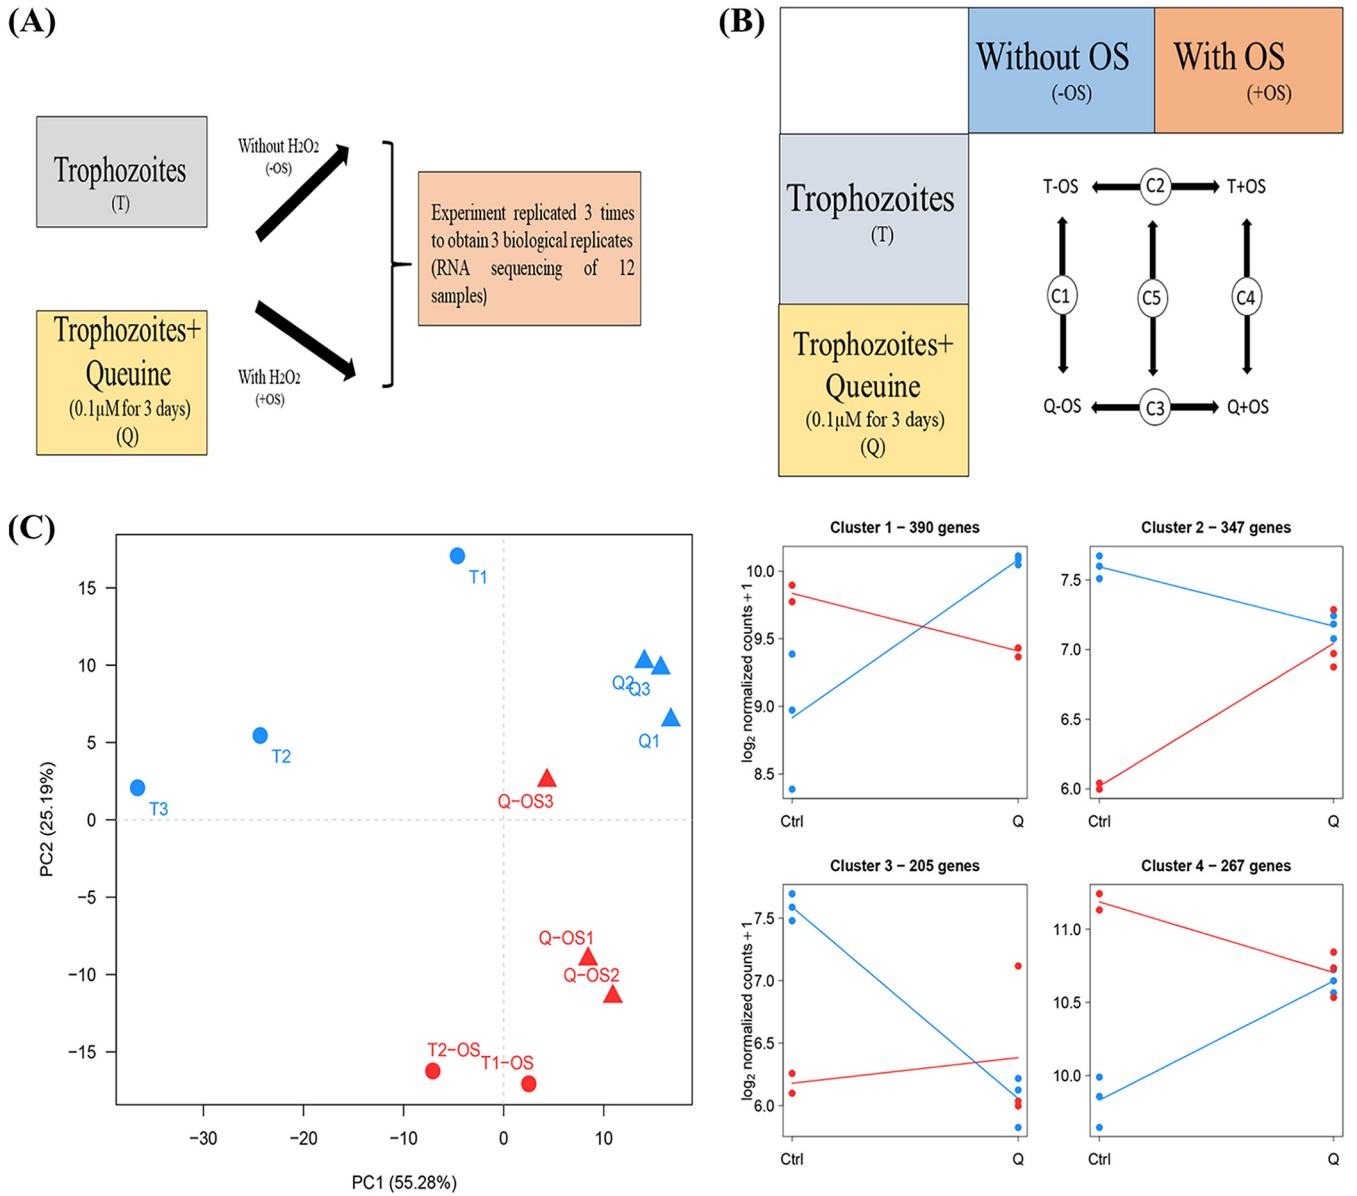 (A)
Trophozoites
(T)
Without H2O2
(-OS)
Trophozoites+
Queuine
(0.1µM for 3 days)
(Q)
With H2O2
(+OS)
Experiment replicated 3 times
to obtain 3 biological replicates
(RNA sequencing of 12
samples)
(B)
Without OS
(-OS)
With OS
(+OS)
Trophozoites
(T)
Trophozoites+
Queuine
(0.1µM for 3 days)
(Q)
T-OS C2 T+OS
C1 C5 C4
Q-OS C3 Q+OS
(C)
PC2 (25.19%)
15
10
5
0
−5
−10
−15
T1
Q2 Q3
Q1
T2
Q−OS3
T3
Q−OS1
Q−OS2
T2−OS
T1−OS
−30 −20 −10 0 10
PC1 (55.28%)
Cluster 1 − 390 genes
log2 normalized counts + 1
10.0
9.5
9.0
8.5
Ctrl Q
Cluster 2 − 347 genes
7.5
7.0
6.5
6.0
Ctrl Q
Cluster 3 − 205 genes
log2 normalized counts + 1
7.5
7.0
6.5
6.0
Ctrl Q
Cluster 4 − 267 genes
11.0
10.5
10.0
Ctrl Q